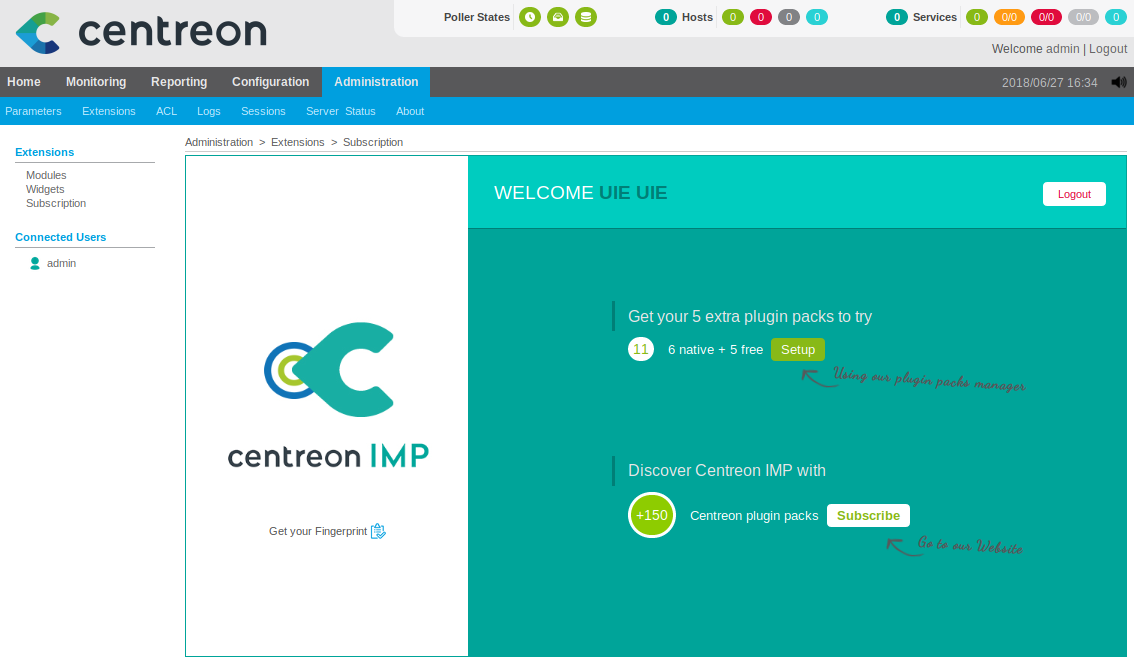 centreon
Poller States
0 Hosts 0 0 0 0
0 Services 0 0/0 0/0 0/0 0
Welcome admin | Logout
Home Monitoring Reporting Configuration Administration
2018/06/27 16:34
Parameters Extensions ACL Logs Sessions Server Status About
Extensions
Modules
Widgets
Subscription
Connected Users
admin
Administration > Extensions > Subscription
centreon IMP
Get your Fingerprint
WELCOME UIE UIE
Logout
Get your 5 extra plugin packs to try
11 6 native + 5 free Setup
Using our plugin packs manager
Discover Centreon IMP with
+150 Centreon plugin packs Subscribe
Go to our Website